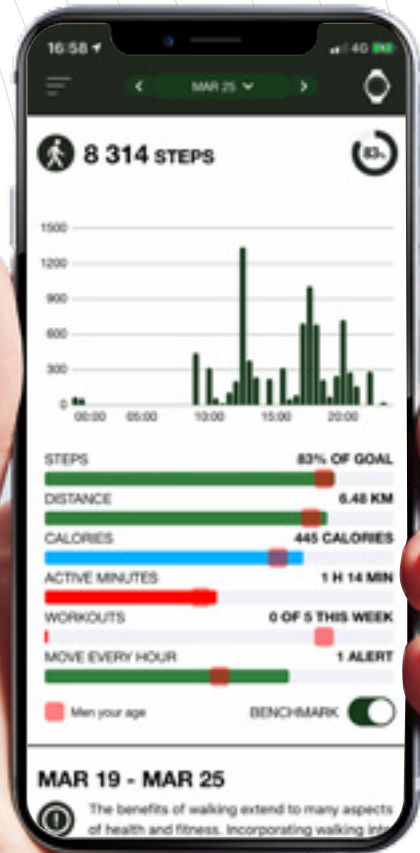 16:58 4G
MAR 25
8 314 STEPS
83%
1500
1200
900
600
300
0
00:00 05:00 10:00 15:00 20:00
STEPS 83% OF GOAL
DISTANCE 6.48 KM
CALORIES 445 CALORIES
ACTIVE MINUTES 1 H 14 MIN
WORKOUTS 0 OF 5 THIS WEEK
MOVE EVERY HOUR 1 ALERT
Men your age BENCHMARK
MAR 19 - MAR 25
The benefits of walking extend to many aspects
of health and fitness. Incorporating walking into